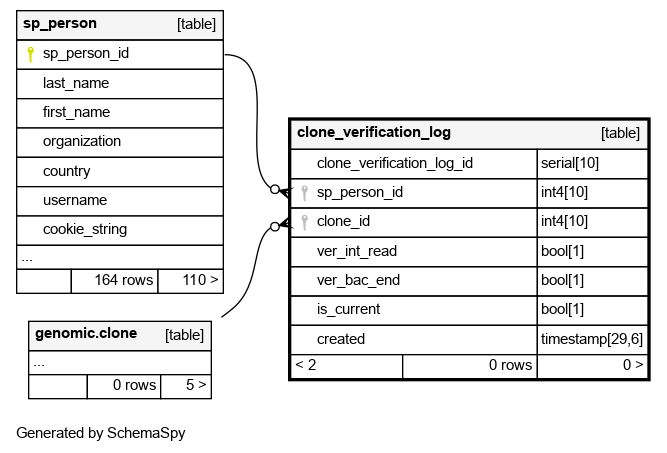 sp_person [table]
sp_person_id
last_name
first_name
organization
country
username
cookie_string
...
164 rows 110 >
clone_verification_log [table]
clone_verification_log_id serial[10]
sp_person_id int4[10]
clone_id int4[10]
ver_int_read bool[1]
ver_bac_end bool[1]
is_current bool[1]
created timestamp[29,6]
< 2 0 rows 0 >
genomic.clone [table]
...
0 rows 5 >
Generated by SchemaSpy